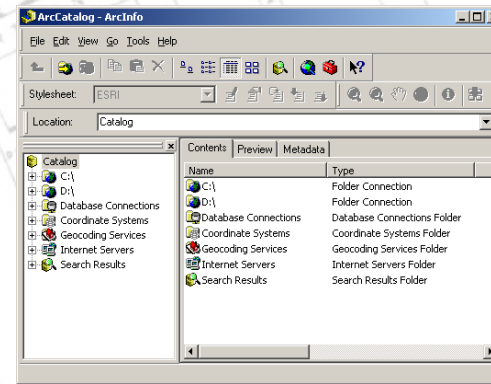 ArcCatalog - ArcInfo
File Edit View Go Tools Help
Stylesheet: ESRI
Location: Catalog
Catalog
C:\
D:\
Database Connections
Coordinate Systems
Geocoding Services
Internet Servers
Search Results
Contents Preview Metadata
Name Type
C:\ Folder Connection
D:\ Folder Connection
Database Connections Database Connections Folder
Coordinate Systems Coordinate Systems Folder
Geocoding Services Geocoding Services Folder
Internet Servers Internet Servers Folder
Search Results Search Results Folder